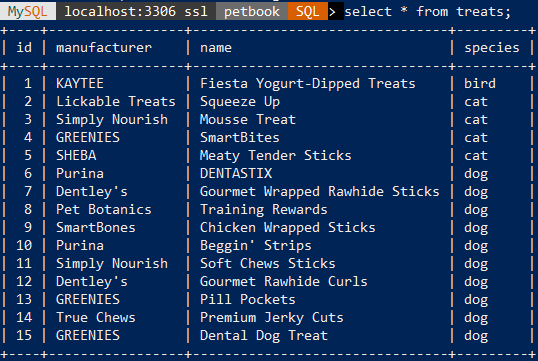 MySQL localhost:3306 ssl petbook SQL > select * from treats;
+----+-----------------+-------------------------------+---------+
| id | manufacturer    | name                          | species |
+----+-----------------+-------------------------------+---------+
|  1 | KAYTEE          | Fiesta Yogurt-Dipped Treats   | bird    |
|  2 | Lickable Treats | Squeeze Up                    | cat     |
|  3 | Simply Nourish  | Mousse Treat                  | cat     |
|  4 | GREENIES        | SmartBites                    | cat     |
|  5 | SHEBA           | Meaty Tender Sticks           | cat     |
|  6 | Purina          | DENTASTIX                     | dog     |
|  7 | Dentley's       | Gourmet Wrapped Rawhide Sticks | dog     |
|  8 | Pet Botanics    | Training Rewards              | dog     |
|  9 | SmartBones      | Chicken Wrapped Sticks        | dog     |
| 10 | Purina          | Beggin' Strips                | dog     |
| 11 | Simply Nourish  | Soft Chews Sticks             | dog     |
| 12 | Dentley's       | Gourmet Rawhide Curls         | dog     |
| 13 | GREENIES        | Pill Pockets                  | dog     |
| 14 | True Chews      | Premium Jerky Cuts            | dog     |
| 15 | GREENIES        | Dental Dog Treat              | dog     |
+----+-----------------+-------------------------------+---------+